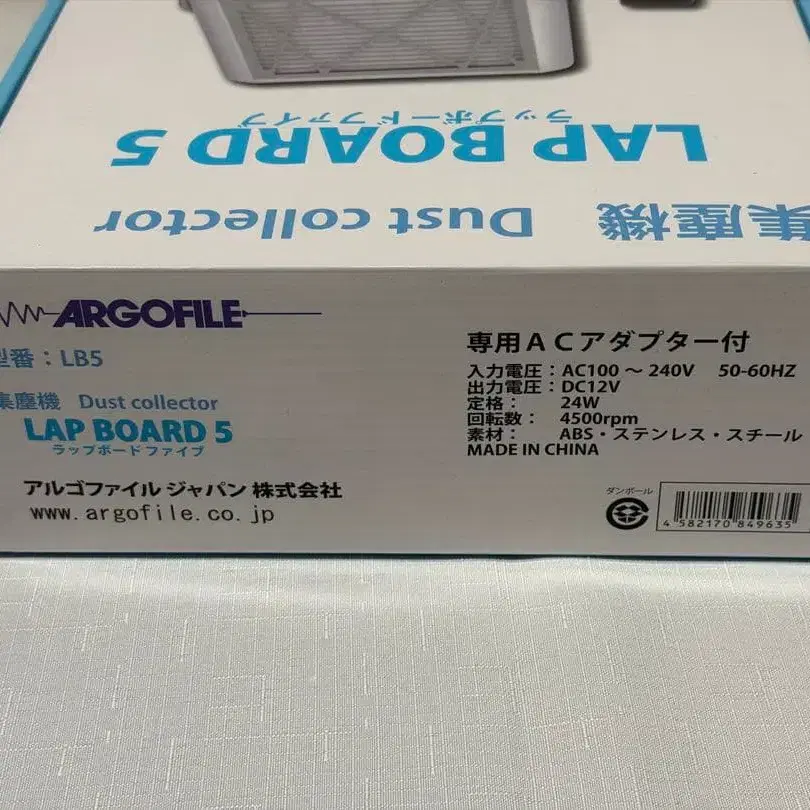 LAP BOARD 5
ラップボードファイブ
集塵機 Dust collector
ARGOFILE
型番：LB5
集塵機 Dust collector
LAP BOARD 5
ラップボードファイブ
アルゴファイル ジャパン 株式会社
www.argofile.co.jp
専用ＡＣアダプター付
入力電圧：AC100 ～ 240V 50-60HZ
出力電圧：DC12V
定格： 24W
回転数： 4500rpm
素材： ABS・ステンレス・スチール
MADE IN CHINA
ダンボール
4 582170 849635